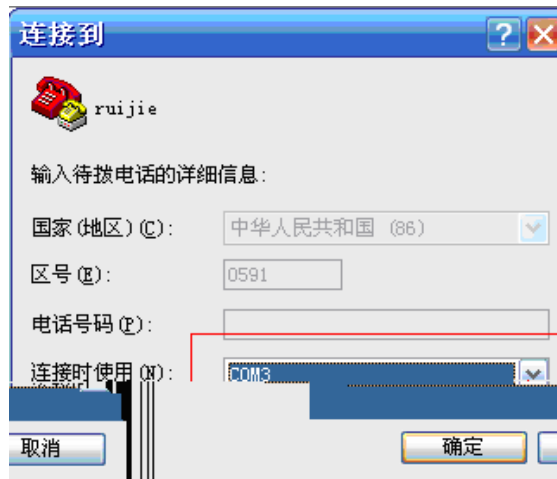 连接到
ruijie
输入待拨电话的详细信息:
国家(地区)(C): 中华人民共和国 (86)
区号(E): 0591
电话号码(P):
连接时使用(N): COM3
取消 确定